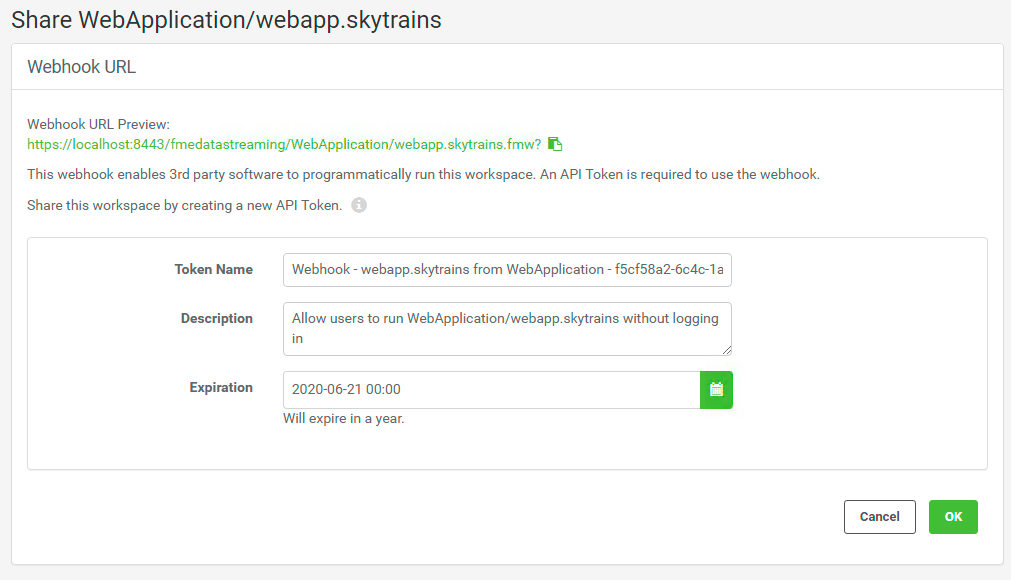 Share WebApplication/webapp.skytrains
Webhook URL
Webhook URL Preview:
https://localhost:8443/fmedatastreaming/WebApplication/webapp.skytrains.fmw?
This webhook enables 3rd party software to programmatically run this workspace. An API Token is required to use the webhook.
Share this workspace by creating a new API Token.
Token Name
Webhook - webapp.skytrains from WebApplication - f5cf58a2-6c4c-1a
Description
Allow users to run WebApplication/webapp.skytrains without logging
in
Expiration
2020-06-21 00:00
Will expire in a year.
Cancel
OK